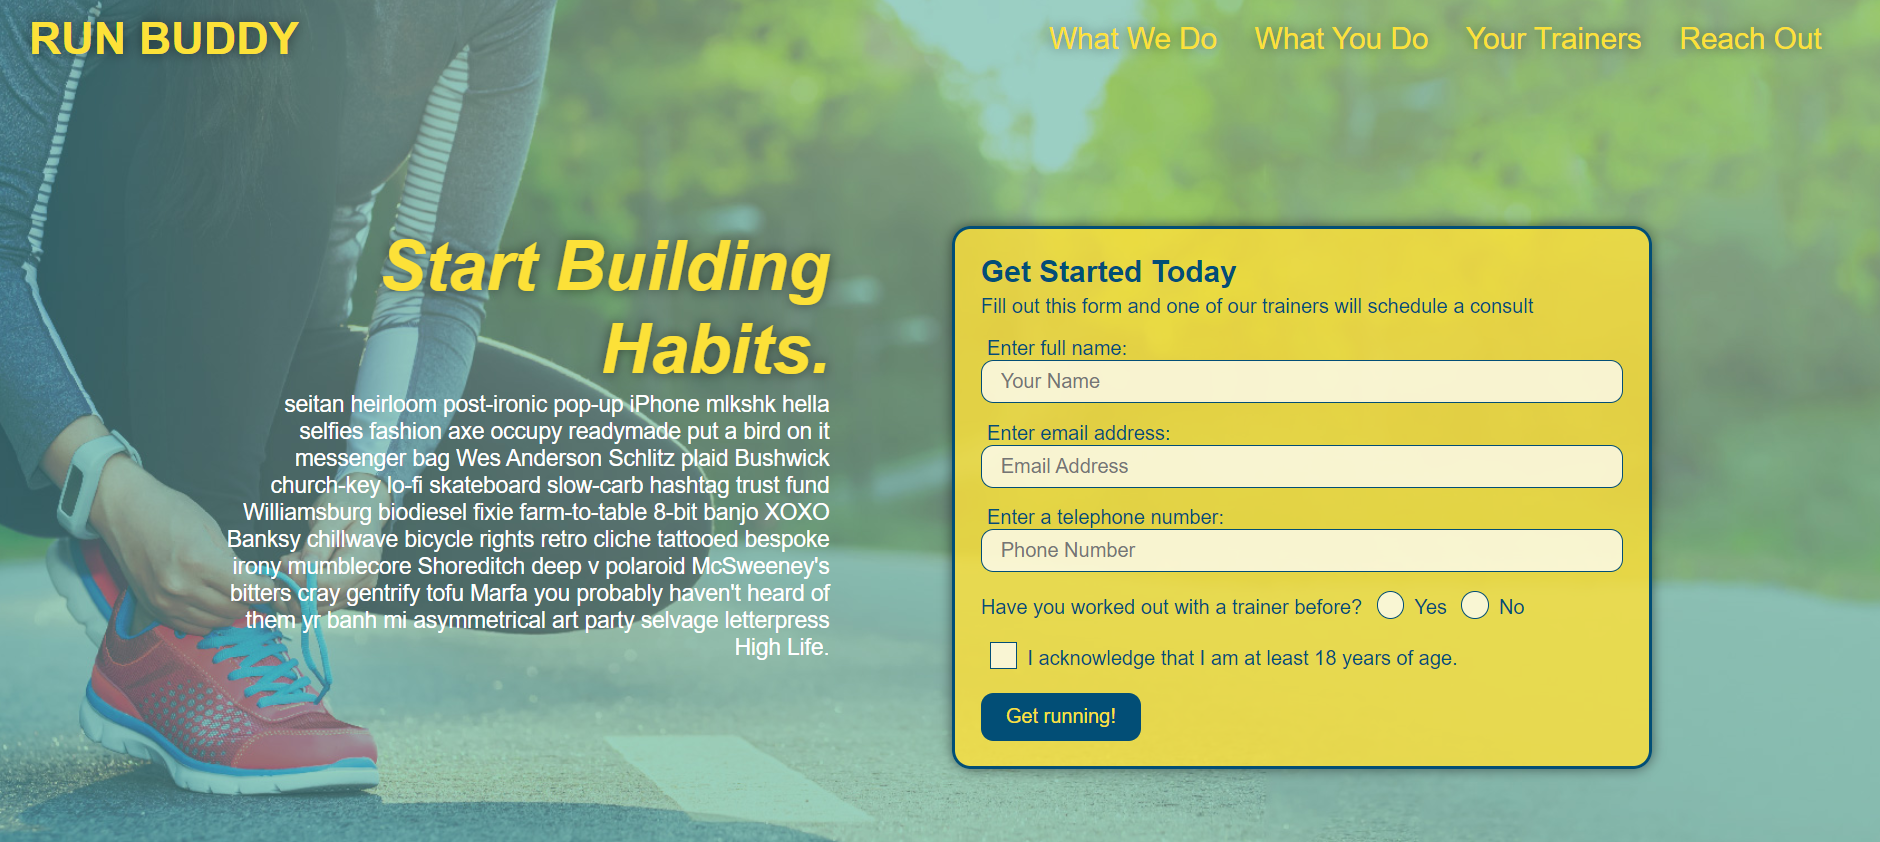 RUN BUDDY
What We Do What You Do Your Trainers Reach Out
Start Building
Habits.
seitan heirloom post-ironic pop-up iPhone mlkshk hella
selfies fashion axe occupy readymade put a bird on it
messenger bag Wes Anderson Schlitz plaid Bushwick
church-key lo-fi skateboard slow-carb hashtag trust fund
Williamsburg biodiesel fixie farm-to-table 8-bit banjo XOXO
Banksy chillwave bicycle rights retro cliche tattooed bespoke
irony mumblecore Shoreditch deep v polaroid McSweeney's
bitters cray gentrify tofu Marfa you probably haven't heard of
them yr banh mi asymmetrical art party selvage letterpress
High Life.
Get Started Today
Fill out this form and one of our trainers will schedule a consult
Enter full name:
Your Name
Enter email address:
Email Address
Enter a telephone number:
Phone Number
Have you worked out with a trainer before? Yes No
I acknowledge that I am at least 18 years of age.
Get running!